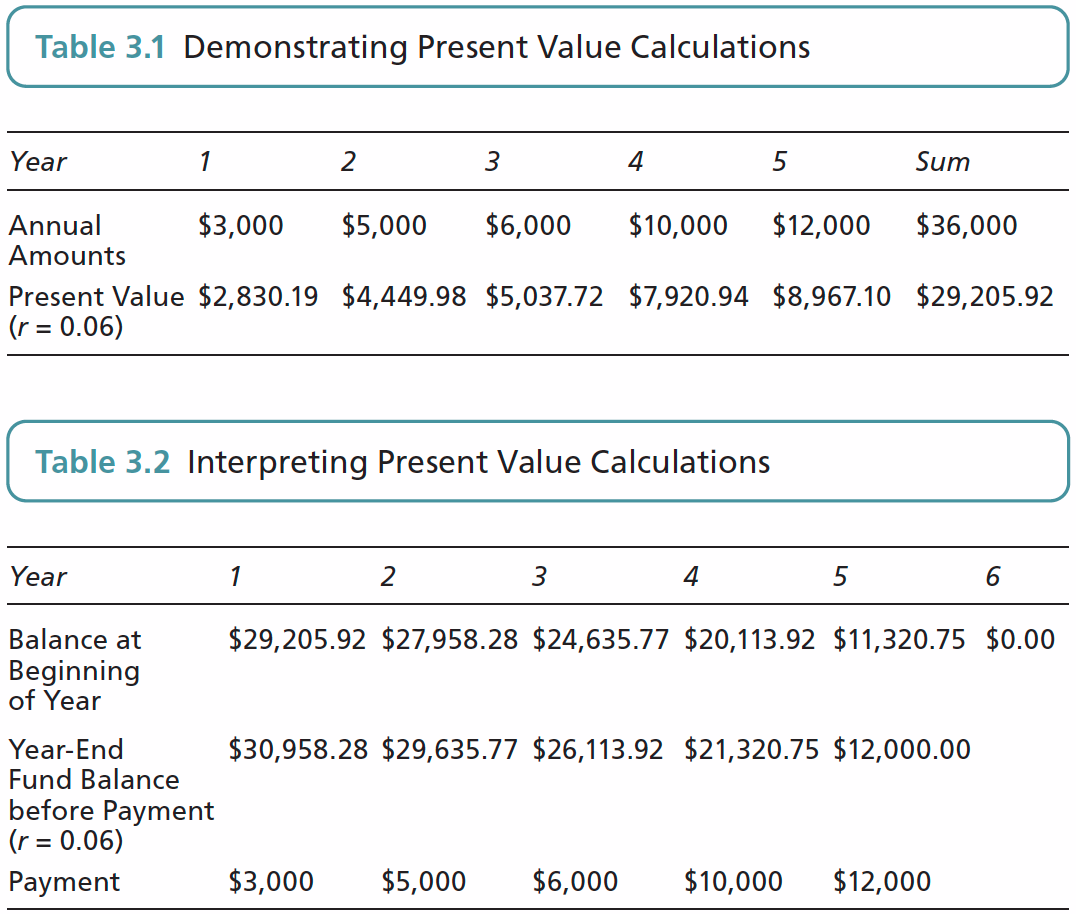 Table 3.1 Demonstrating Present Value Calculations
Year 1 2 3 4 5 Sum
Annual $3,000 $5,000 $6,000 $10,000 $12,000 $36,000
Amounts
Present Value $2,830.19 $4,449.98 $5,037.72 $7,920.94 $8,967.10 $29,205.92
(r = 0.06)
Table 3.2 Interpreting Present Value Calculations
Year 1 2 3 4 5 6
Balance at $29,205.92 $27,958.28 $24,635.77 $20,113.92 $11,320.75 $0.00
Beginning
of Year
Year-End $30,958.28 $29,635.77 $26,113.92 $21,320.75 $12,000.00
Fund Balance
before Payment
(r = 0.06)
Payment $3,000 $5,000 $6,000 $10,000 $12,000